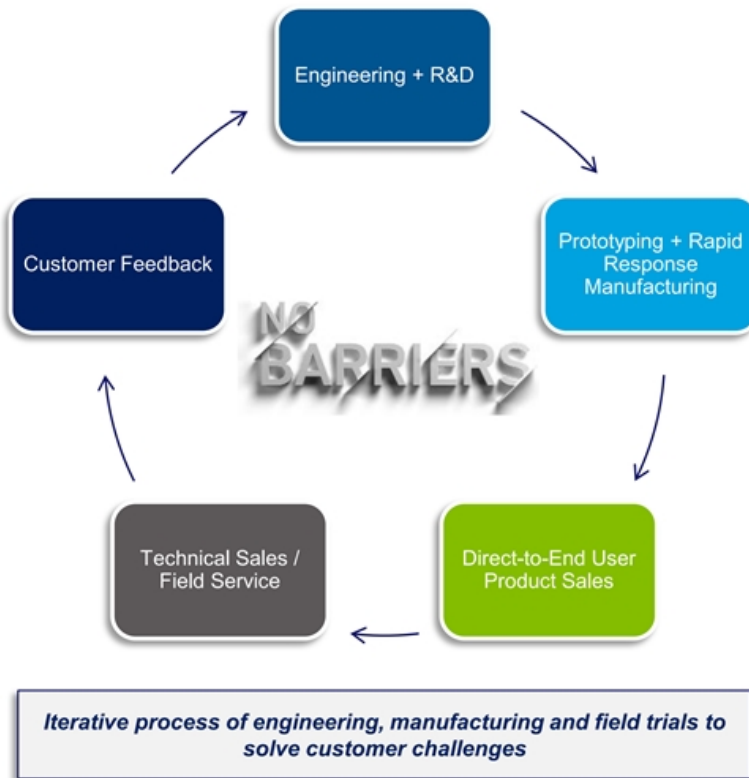 Engineering + R&D
Customer Feedback
Prototyping + Rapid
Response
Manufacturing
NO
BARRIERS
Technical Sales /
Field Service
Direct-to-End User
Product Sales
Iterative process of engineering, manufacturing and field trials to
solve customer challenges